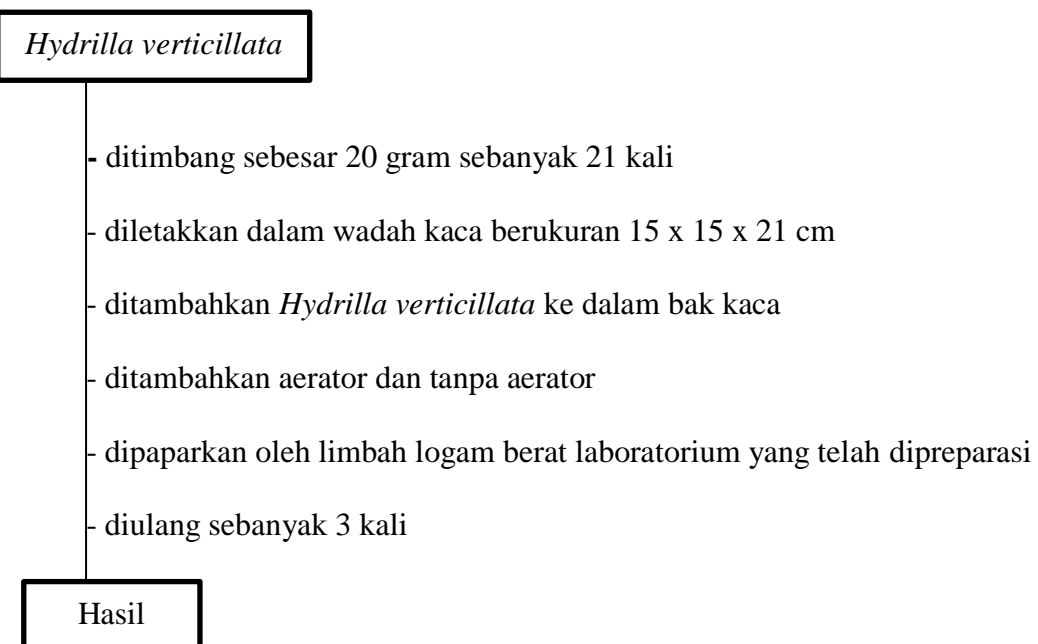 Hydrilla verticillata
- ditimbang sebesar 20 gram sebanyak 21 kali
- diletakkan dalam wadah kaca berukuran 15 x 15 x 21 cm
- ditambahkan Hydrilla verticillata ke dalam bak kaca
- ditambahkan aerator dan tanpa aerator
- dipaparkan oleh limbah logam berat laboratorium yang telah dipreparasi
- diulang sebanyak 3 kali
Hasil